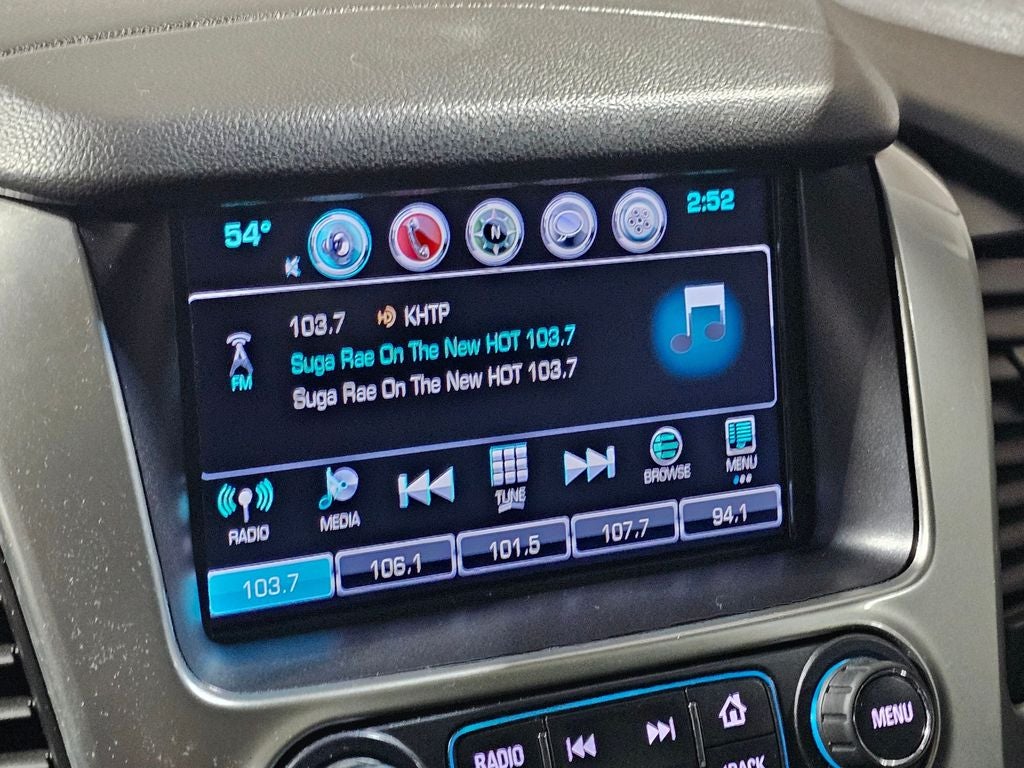 54°
N
2:52
103.7 HD KHTP
Suga Rae On The New HOT 103.7
FM
Suga Rae On The New HOT 103.7
RADIO
MEDIA
TUNE
BROWSE
MENU
103.7
106.1
101.5
107.7
94.1
RADIO
MENU